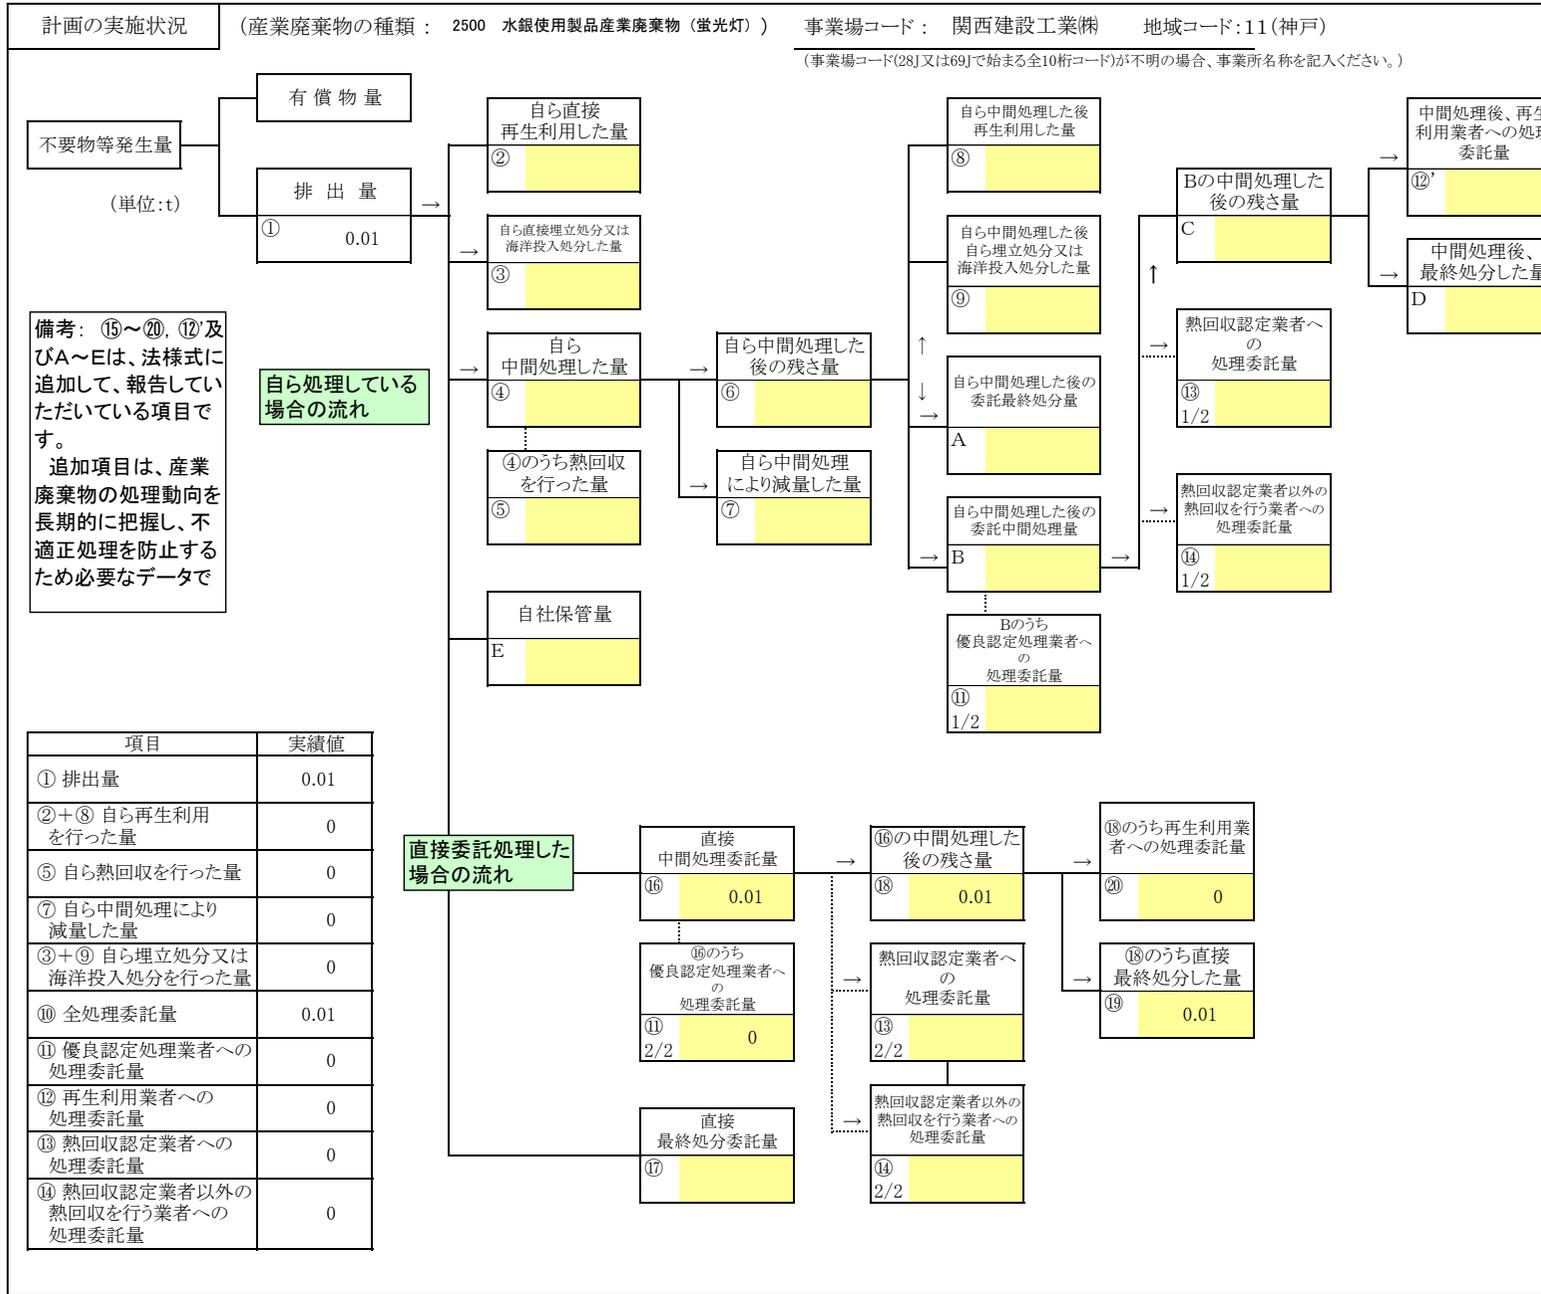 計画の実施状況
(産業廃棄物の種類： 2500 水銀使用製品産業廃棄物（蛍光灯）)
事業場コード： 関西建設工業㈱ 地域コード:11(神戸)
（事業場コード(28J又は69Jで始まる全10桁コード)が不明の場合、事業所名称を記入ください。）
不要物等発生量
(単位:t)
有償物量
排出量
→
① 0.01
自ら直接
再生利用した量
②
自ら直接埋立処分又は
海洋投入処分した量
→
③
自ら
中間処理した量
→
④
④のうち熱回収
を行った量
⑤
自社保管量
E
自ら中間処理した
後の残さ量
→
⑥
自ら中間処理
により減量した量
→
⑦
自ら中間処理した後
再生利用した量
⑧
自ら中間処理した後
自ら埋立処分又は
海洋投入処分した量
⑨
↑
↓
→
自ら中間処理した後の
委託最終処分量
A
自ら中間処理した後の
委託中間処理量
→
B
→
Bのうち
優良認定処理業者へ
の
処理委託量
⑪
1/2
Bの中間処理した
後の残さ量
C
↑
熱回収認定業者へ
の
処理委託量
→
⑬
1/2
熱回収認定業者以外の
熱回収を行う業者への
処理委託量
→
⑭
1/2
中間処理後、再生
利用業者への処理
委託量
→
⑫'
中間処理後、
最終処分した量
→
D
備考： ⑮～⑳, ⑫'及
びA～Eは、法様式に
追加して、報告してい
ただいている項目で
す。
追加項目は、産業
廃棄物の処理動向を
長期的に把握し、不
適正処理を防止する
ため必要なデータで
自ら処理している
場合の流れ
項目 実績値
① 排出量 0.01
②＋⑧ 自ら再生利用
を行った量 0
⑤ 自ら熱回収を行った量 0
⑦ 自ら中間処理により
減量した量 0
③＋⑨ 自ら埋立処分又は
海洋投入処分を行った量 0
⑩ 全処理委託量 0.01
⑪ 優良認定処理業者への
処理委託量 0
⑫ 再生利用業者への
処理委託量 0
⑬ 熱回収認定業者への
処理委託量 0
⑭ 熱回収認定業者以外の
熱回収を行う業者への
処理委託量 0
直接委託処理した
場合の流れ
直接
中間処理委託量
⑯ 0.01
⑯のうち
優良認定処理業者へ
の
処理委託量
⑪
2/2 0
直接
最終処分委託量
⑰
→
⑯の中間処理した
後の残さ量
⑱ 0.01
熱回収認定業者へ
の
処理委託量
→
⑬
2/2
熱回収認定業者以外の
熱回収を行う業者への
処理委託量
→
⑭
2/2
⑱のうち再生利用業
者への処理委託量
→
⑳ 0
⑱のうち直接
最終処分した量
→
⑲ 0.01